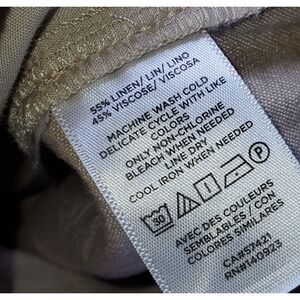 55% LINEN/ LIN/ LINO
45% VISCOSE/ VISCOSA
MACHINE WASH COLD
DELICATE CYCLE WITH LIKE
COLORS
ONLY NON-CHLORINE
BLEACH WHEN NEEDED
LINE DRY
COOL IRON WHEN NEEDED
30 P
AVEC DES COULEURS
SEMBLABLES / CON
COLORES SIMILARES
CA#57421
RN#140923